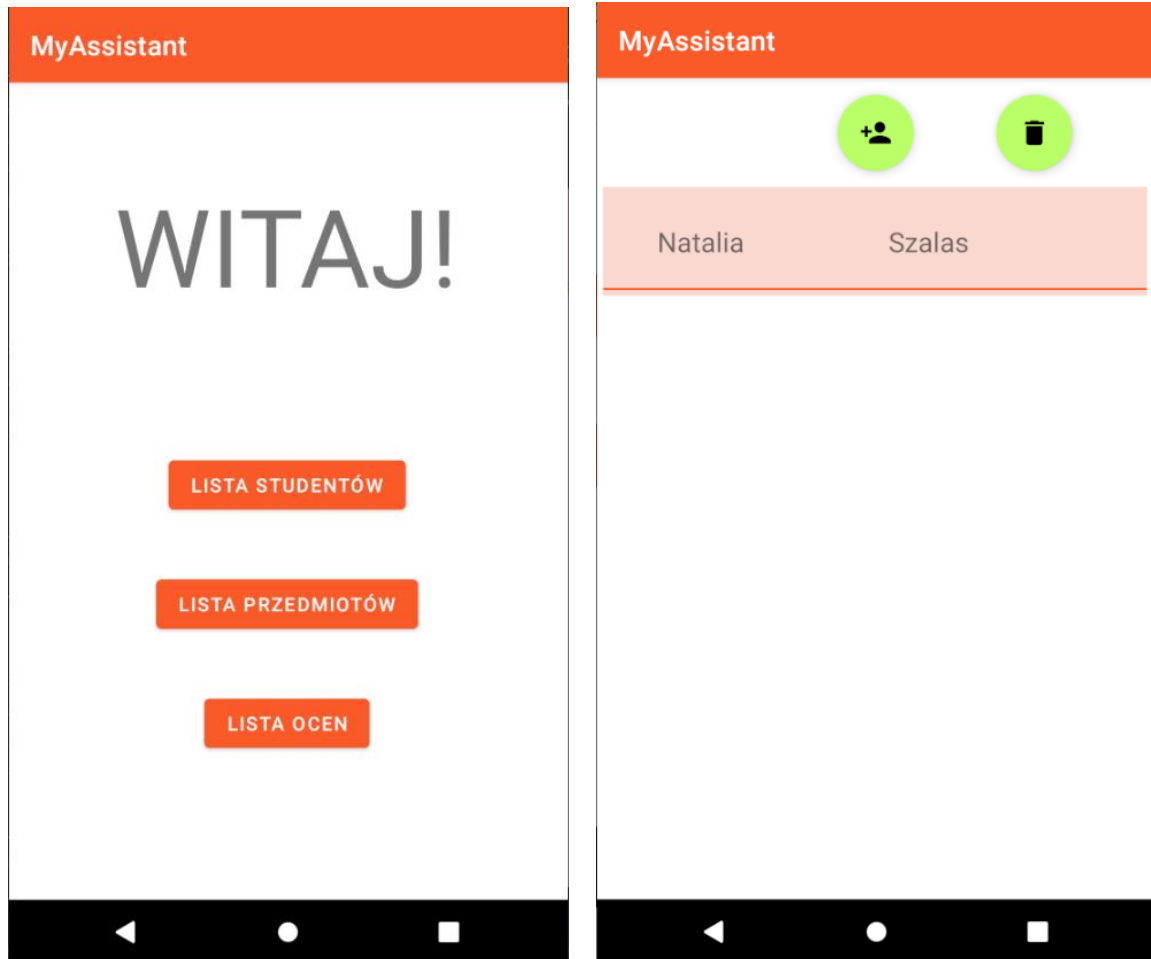 MyAssistant
WITAJ!
LISTA STUDENTÓW
LISTA PRZEDMIOTÓW
LISTA OCEN
MyAssistant
Natalia Szalas